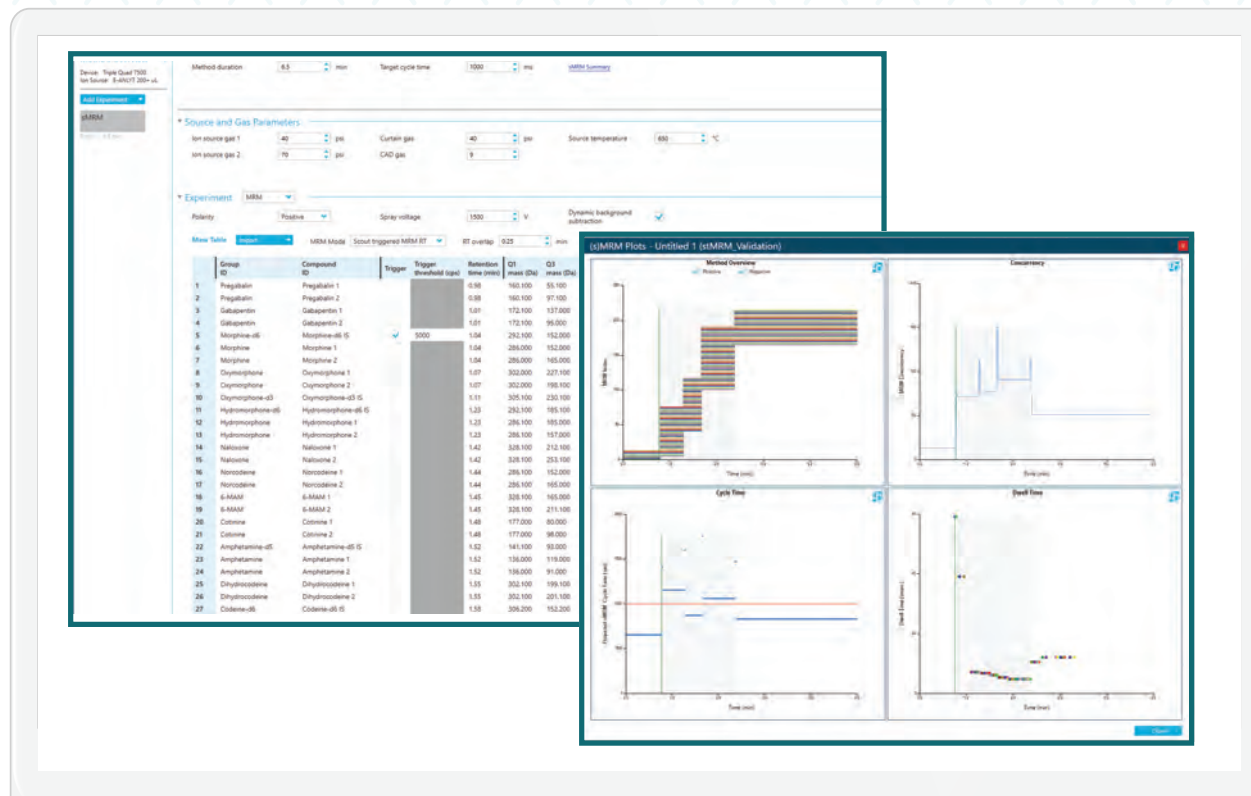 Device: Triple Quad 7500
Ion Source: E-ANLYT 200+ uL
Method duration 6.5 min Target cycle time 1000 ms sMRM Summary
Add Experiment
sMRM
Source and Gas Parameters
Ion source gas 1 40 psi Curtain gas 40 psi Source temperature 650 °C
Ion source gas 2 70 psi CAD gas 9
Experiment MRM
Polarity Positive Spray voltage 1500 V Dynamic background subtraction
Mass Table Import MRM Mode Scout triggered MRM RT RT overlap 0.25 min
Group ID Compound ID Trigger Trigger threshold (cps) Retention time (min) Q1 mass (Da) Q3 mass (Da)
1 Pregabalin Pregabalin 1 0.98 160.100 55.100
2 Pregabalin Pregabalin 2 0.98 160.100 97.100
3 Gabapentin Gabapentin 1 1.01 172.100 137.000
4 Gabapentin Gabapentin 2 1.01 172.100 95.000
5 Morphine-d6 Morphine-d6 IS 5000 1.04 292.100 152.000
6 Morphine Morphine 1 1.04 286.000 152.000
7 Morphine Morphine 2 1.04 286.000 165.000
8 Oxymorphone Oxymorphone 1 1.07 302.000 227.100
9 Oxymorphone Oxymorphone 2 1.07 302.000 198.100
10 Oxymorphone-d3 Oxymorphone-d3 IS 1.11 305.100 230.100
11 Hydromorphone-d6 Hydromorphone-d6 IS 1.23 292.100 185.100
12 Hydromorphone Hydromorphone 1 1.23 286.100 185.000
13 Hydromorphone Hydromorphone 2 1.23 286.100 157.000
14 Naloxone Naloxone 1 1.42 328.100 212.100
15 Naloxone Naloxone 2 1.42 328.100 253.100
16 Norcodeine Norcodeine 1 1.44 286.100 152.000
17 Norcodeine Norcodeine 2 1.44 286.100 165.000
18 6-MAM 6-MAM 1 1.45 328.100 165.000
19 6-MAM 6-MAM 2 1.45 328.100 211.100
20 Cotinine Cotinine 1 1.48 177.000 80.000
21 Cotinine Cotinine 2 1.48 177.000 98.000
22 Amphetamine-d5 Amphetamine-d5 IS 1.52 141.100 93.000
23 Amphetamine Amphetamine 1 1.52 136.000 119.000
24 Amphetamine Amphetamine 2 1.52 136.000 91.000
25 Dihydrocodeine Dihydrocodeine 1 1.55 302.100 199.100
26 Dihydrocodeine Dihydrocodeine 2 1.55 302.100 201.100
27 Codeine-d6 Codeine-d6 IS 1.58 306.200 152.200
(s)MRM Plots - Untitled 1 (stMRM_Validation)
Method Overview
Positive Negative
MRM Index
Time (min)
Concurrency
MRM Concurrency
Time (min)
Cycle Time
Time (min)
Dwell Time
Dwell Time (msec)
Time (min)
Close